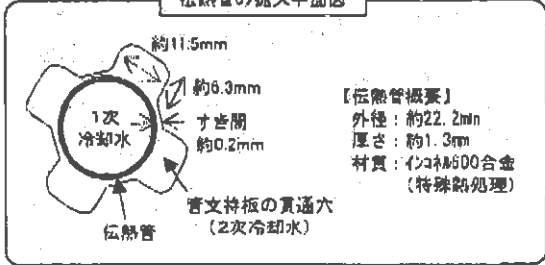 伝熱管の拡大平面図
約11.5mm
約6.3mm
1次
冷却水
すき間
約0.2mm
【伝熱管概要】
外径：約22.2mm
厚さ：約1.3mm
材質：インコネル600合金
（特殊熱処理）
管支持板の貫通穴
（2次冷却水）
伝熱管